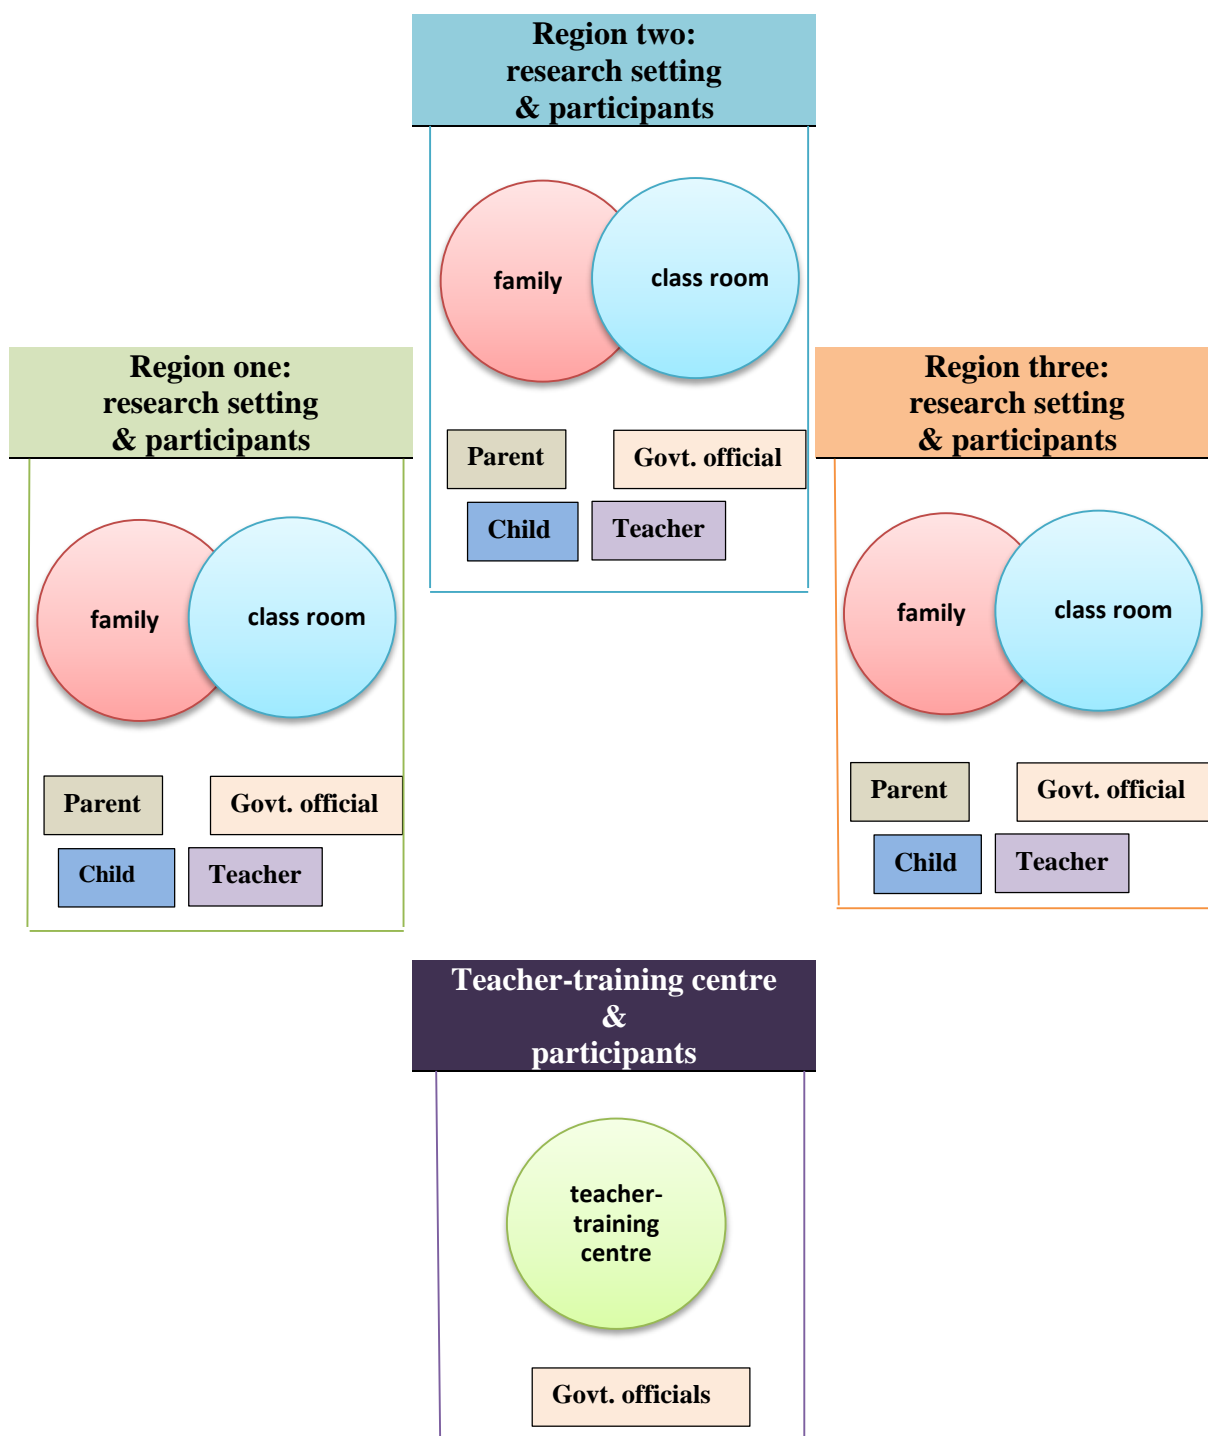 Region two:
research setting
& participants
family
class room
Parent
Govt. official
Child
Teacher
Region one:
research setting
& participants
family
class room
Parent
Govt. official
Child
Teacher
Region three:
research setting
& participants
family
class room
Parent
Govt. official
Child
Teacher
Teacher-training centre
&
participants
teacher-
training
centre
Govt. officials